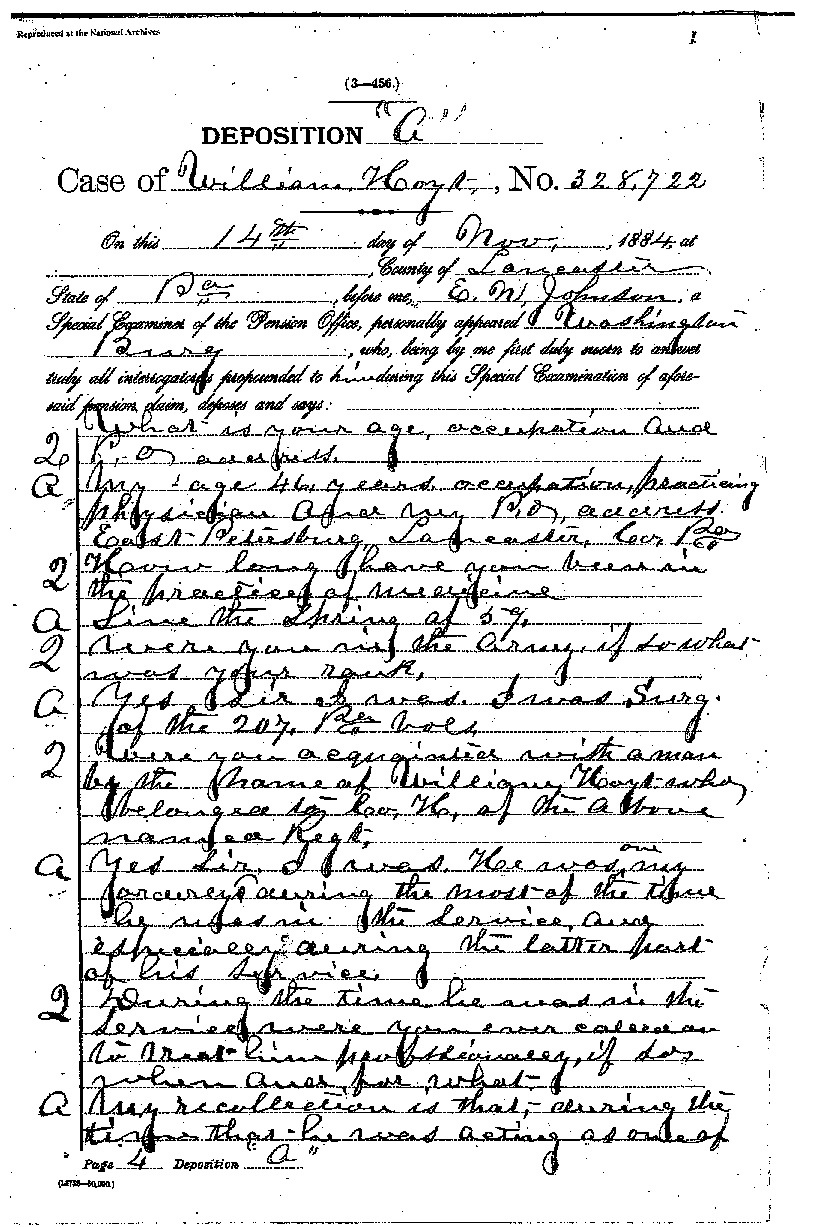 Reproduced at the National Archives
1
(3—456.)
DEPOSITION "A"
Case of William Hoyt, No. 328,722
On this 14th day of Nov, 1884, at
, County of Lancaster
State of Pa, before me, E. W. Johnson, a
Special Examiner of the Pension Office, personally appeared Washington
Burg, who, being by me first duly sworn to answer
truly all interrogatories propounded to him during this Special Examination of afore-
said pension claim, deposes and says:
What is your age, occupation and
2 P. O. address.
a My age 46 years, occupation, practicing
physician and my P.O. address
East Petersburg, Lancaster, Co, Pa
2 How long have you been in
the practice of medicine
a Since the Spring of 59.
2 Were you in the Army, if so what
was your rank.
a Yes Sir I was. I was Surg.
of the 207. Pa Vols.
2 Were you acquainted with a man
by the name of William Hoyt who
belonged to Co, K, of the above
named Regt.
a Yes Sir. I was. He was one my
during the most of the time
he was in the service, and
especially during the latter part
of his service.
2 During the time he was in the
service, were you ever called on
to treat him professionally, if so,
when and for what
a My recollection is that, during the
time that he was acting as one of
Page 4 Deposition "A"